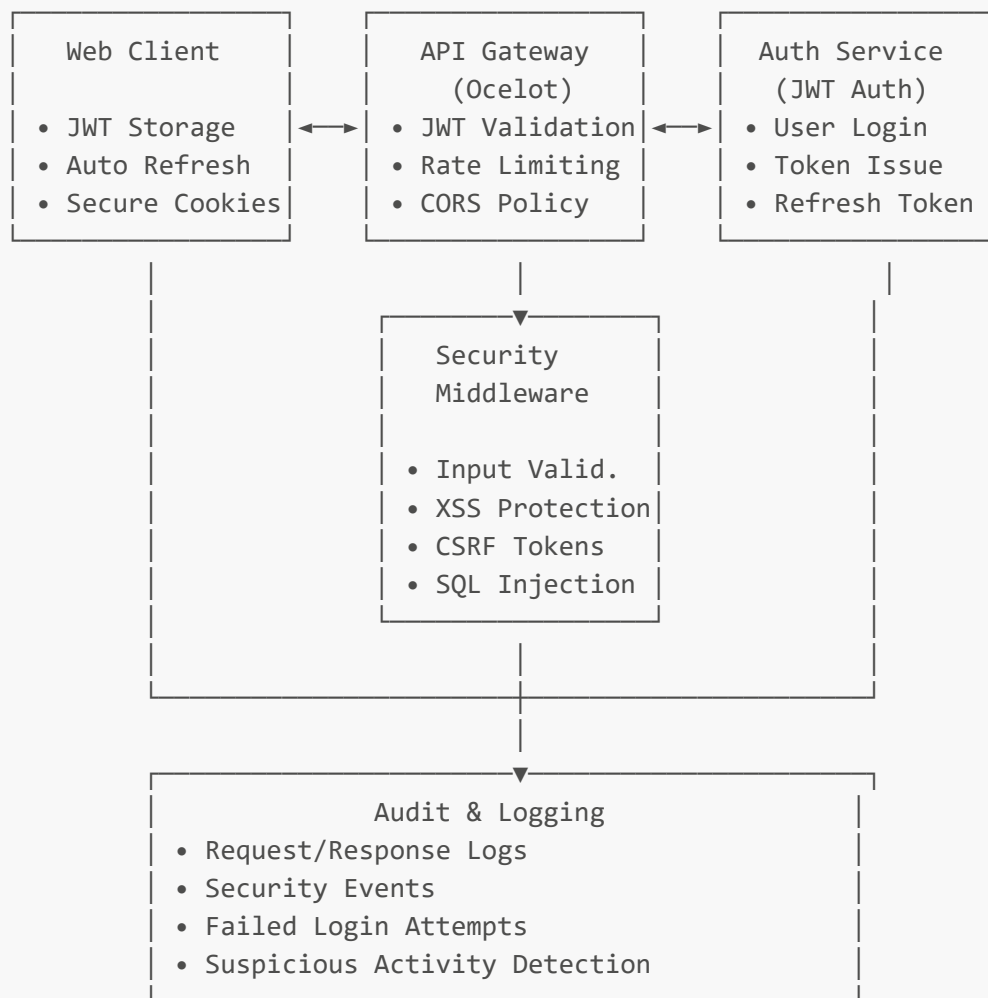 Web Client API Gateway Auth Service
(Ocelot) (JWT Auth)
• JWT Storage • JWT Validation • User Login
• Auto Refresh • Rate Limiting • Token Issue
• Secure Cookies • CORS Policy • Refresh Token
Security
Middleware
• Input Valid.
• XSS Protection
• CSRF Tokens
• SQL Injection
Audit & Logging
• Request/Response Logs
• Security Events
• Failed Login Attempts
• Suspicious Activity Detection